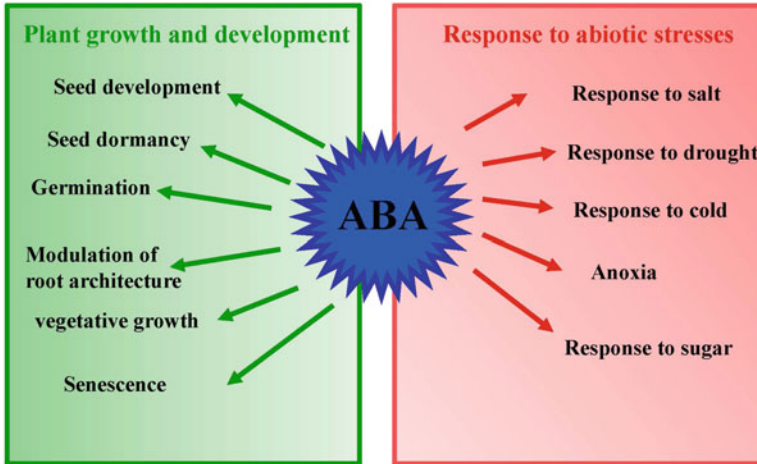 Plant growth and development
Seed development
Seed dormancy
Germination
Modulation of
root architecture
vegetative growth
Senescence
ABA
Response to abiotic stresses
Response to salt
Response to drought
Response to cold
Anoxia
Response to sugar